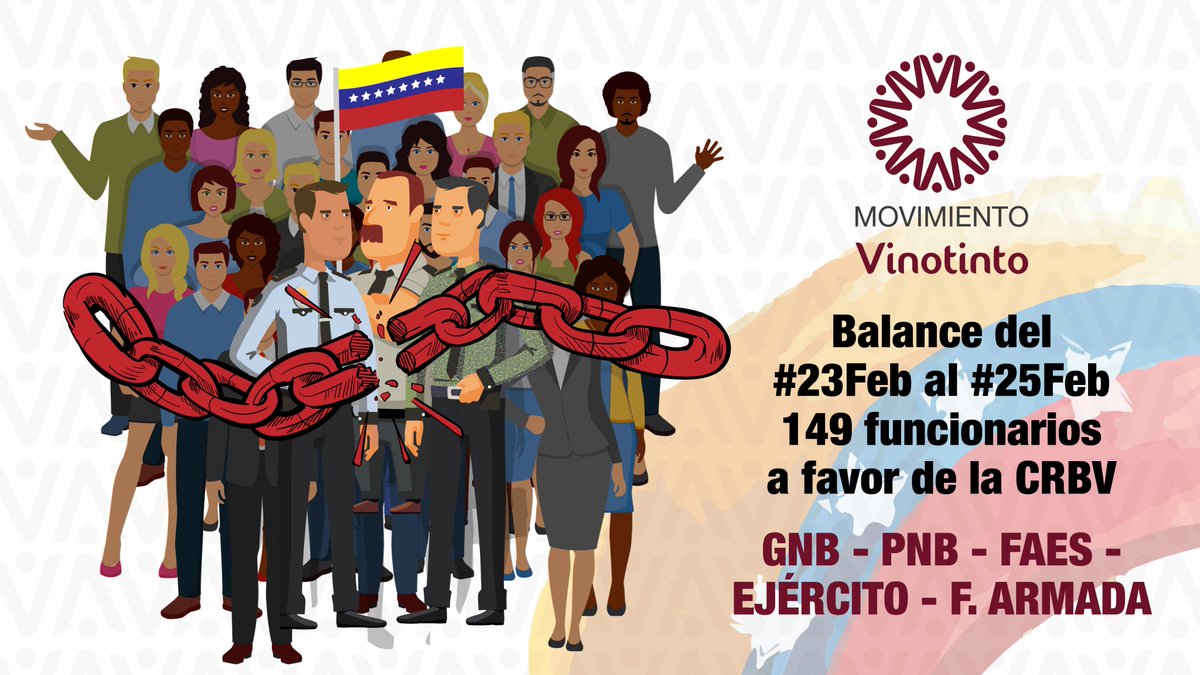 MOVIMIENTO
Vinotinto
Balance del
#23Feb al #25Feb
149 funcionarios
a favor de la CRBV
GNB - PNB - FAES -
EJÉRCITO - F. ARMADA